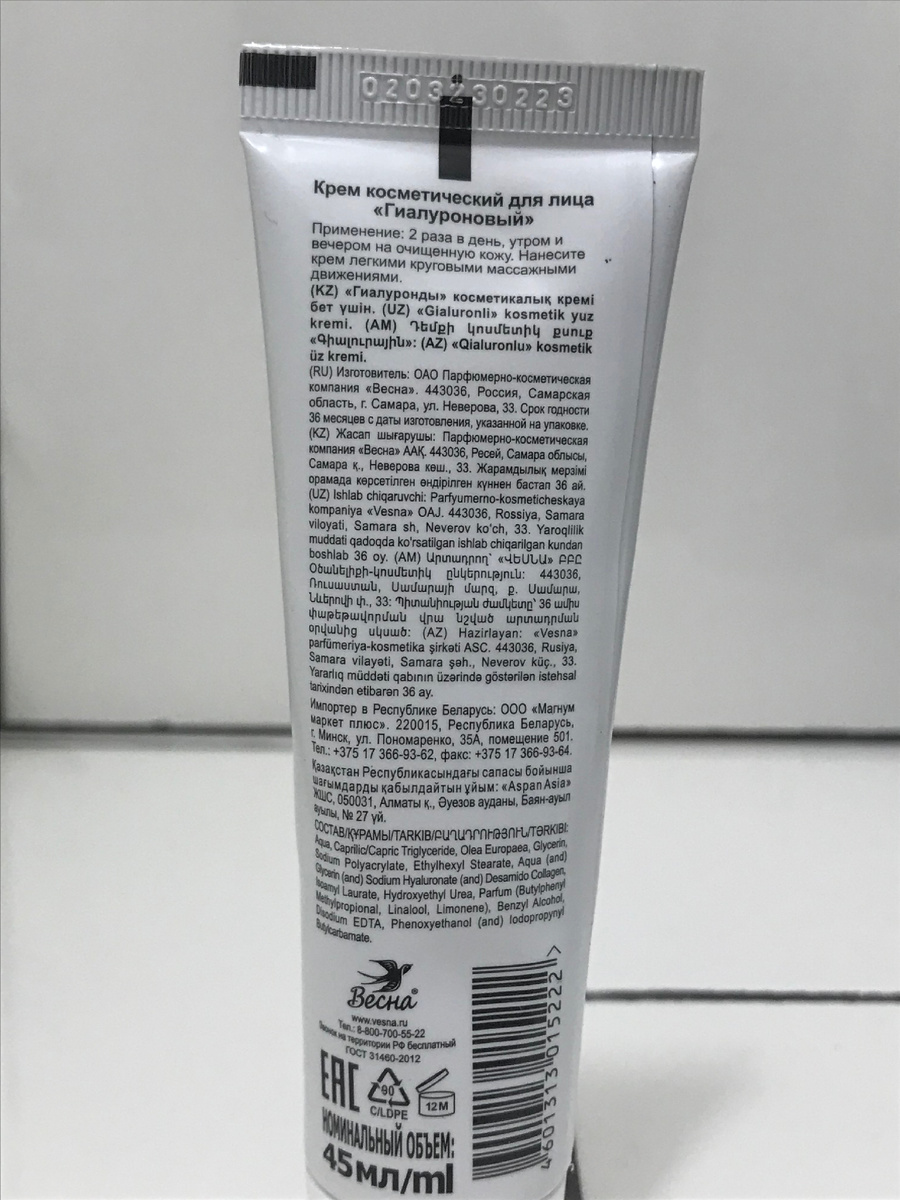 0203230223
Крем косметический для лица
«Гиалуроновый»
Применение: 2 раза в день, утром и
вечером на очищенную кожу. Нанесите
крем легкими круговыми массажными
движениями.
(KZ) «Гиалуронды» косметикалық кремі
бет үшін. (UZ) «Gialuronli» kosmetik yuz
kremi. (AM) Դեմքի կոսմետիկ քսուք
«Գիալուրային»: (AZ) «Qialuronlu» kosmetik
üz kremi.
(RU) Изготовитель: ОАО Парфюмерно-косметическая
компания «Весна». 443036, Россия, Самарская
область, г. Самара, ул. Неверова, 33. Срок годности
36 месяцев с даты изготовления, указанной на упаковке.
(KZ) Жасап шығарушы: Парфюмерно-косметическая
компания «Весна» ААҚ. 443036, Ресей, Самара облысы,
Самара қ., Неверова көш., 33. Жарамдылық мерзімі
орамада көрсетілген өндірілген күннен бастап 36 ай.
(UZ) Ishlab chiqaruvchi: Parfyumerno-kosmeticheskaya
kompaniya «Vesna» OAJ. 443036, Rossiya, Samara
viloyati, Samara sh, Neverov ko'ch, 33. Yaroqlilik
muddati qadoqda ko'rsatilgan ishlab chiqarilgan kundan
boshlab 36 oy. (AM) Արտադրող՝ «ՎԵՍՆԱ» ԲԲԸ
Օծանելիքի-կոսմետիկ ընկերություն: 443036,
Ռուսաստան, Սամարայի մարզ, ք. Սամարա,
Նևերովի փ., 33: Պիտանիության ժամկետը՝ 36 ամիս
փաթեթավորման վրա նշված արտադրման
օրվանից սկսած: (AZ) Hazirlayan: «Vesna»
parfümeriya-kosmetika şirkəti ASC. 443036, Rusiya,
Samara vilayəti, Samara şəh., Neverov küç., 33.
Yararlıq müddəti qabının üzərində göstərilən istehsal
tarixindən etibarən 36 ay.
Импортер в Республике Беларусь: ООО «Магнум
маркет плюс». 220015, Республика Беларусь,
г. Минск, ул. Пономаренко, 35А, помещение 501.
Тел.: +375 17 366-93-62, факс: +375 17 366-93-64.
Қазақстан Республикасындағы сапасы бойынша
шағымдарды қабылдайтын ұйым: «Aspan Asia»
ЖШС, 050031, Алматы қ., Әуезов ауданы, Баян-ауыл
ауылы, № 27 үй.
СОСТАВ/ҚҰРАМЫ/TARKIB/ԲԱՂԱԴՐՈՒԹՅՈՒՆ/TƏRKIBI:
Aqua, Caprilic/Capric Triglyceride, Olea Europaea, Glycerin,
Sodium Polyacrylate, Ethylhexyl Stearate, Aqua (and)
Glycerin (and) Sodium Hyaluronate (and) Desamido Collagen,
Isoamyl Laurate, Hydroxyethyl Urea, Parfum (Butylphenyl
Methylpropional, Linalool, Limonene), Benzyl Alcohol,
Disodium EDTA, Phenoxyethanol (and) Iodopropynyl
Butylcarbamate.
Весна®
www.vesna.ru
Тел.: 8-800-700-55-22
Звонок на территории РФ бесплатный
ГОСТ 31460-2012
EAC
90
C/LDPE
12 M
НОМИНАЛЬНЫЙ ОБЪЕМ:
45мл/ml
4601313015222>